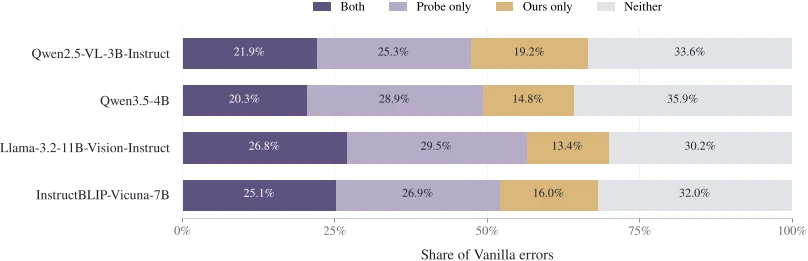 Both Probe only Ours only Neither
Qwen2.5-VL-3B-Instruct 21.9% 25.3% 19.2% 33.6%
Qwen3.5-4B 20.3% 28.9% 14.8% 35.9%
Llama-3.2-11B-Vision-Instruct 26.8% 29.5% 13.4% 30.2%
InstructBLIP-Vicuna-7B 25.1% 26.9% 16.0% 32.0%
0% 25% 50% 75% 100%
Share of Vanilla errors